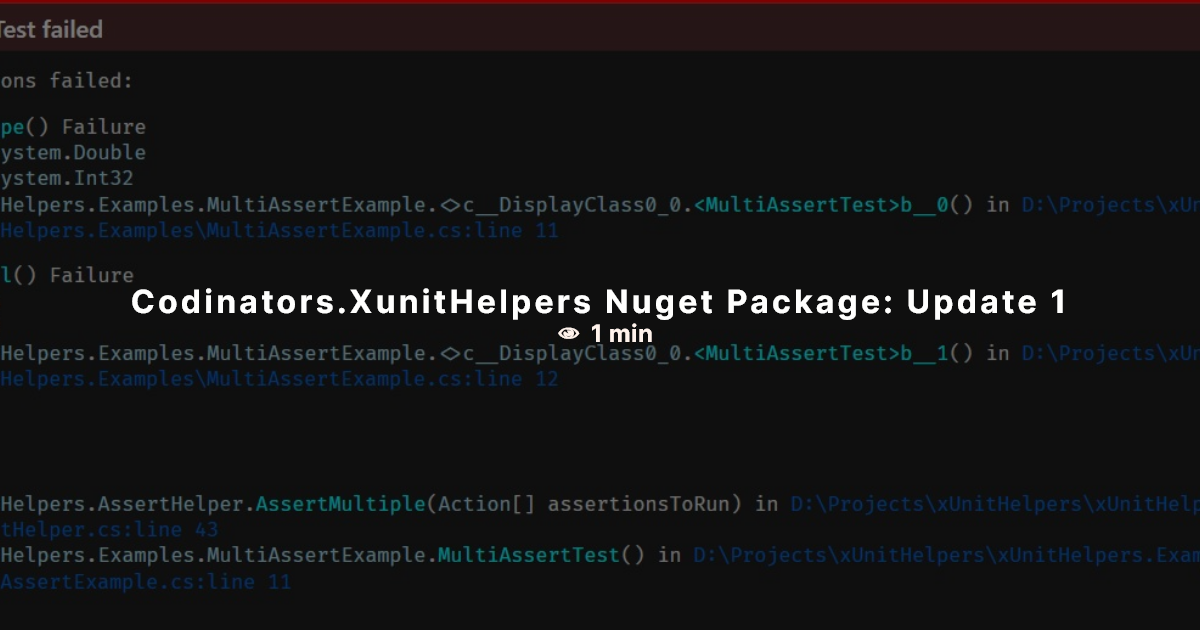 Test failed
ons failed:
pe() Failure
ystem.Double
ystem.Int32
Helpers.Examples.MultiAssertExample.<>c__DisplayClass0_0.<MultiAssertTest>b__0() in D:\Projects\xUn
Helpers.Examples\MultiAssertExample.cs:line 11
l() Failure
Codinators.XunitHelpers Nuget Package: Update 1
1 min
Helpers.Examples.MultiAssertExample.<>c__DisplayClass0_0.<MultiAssertTest>b__1() in D:\Projects\xUn
Helpers.Examples\MultiAssertExample.cs:line 12
Helpers.AssertHelper.AssertMultiple(Action[] assertionsToRun) in D:\Projects\xUnitHelpers\xUnitHelp
tHelper.cs:line 43
Helpers.Examples.MultiAssertExample.MultiAssertTest() in D:\Projects\xUnitHelpers\xUnitHelpers.Exam
AssertExample.cs:line 11